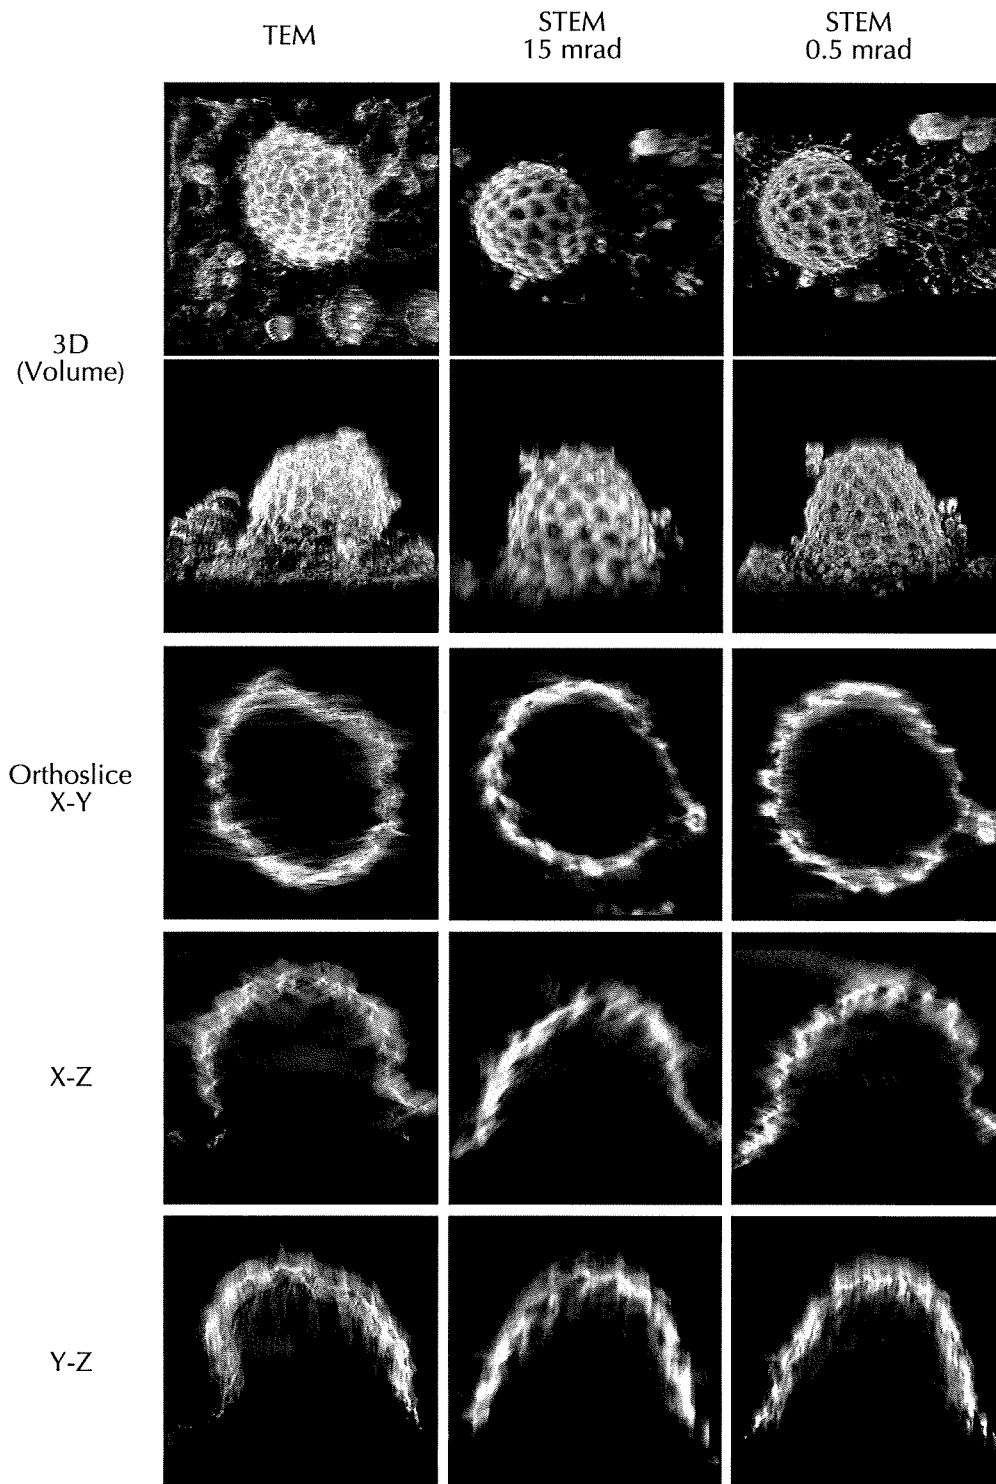 TEM
STEM
15 mrad
STEM
0.5 mrad
3D
(Volume)
Orthoslice
X-Y
X-Z
Y-Z